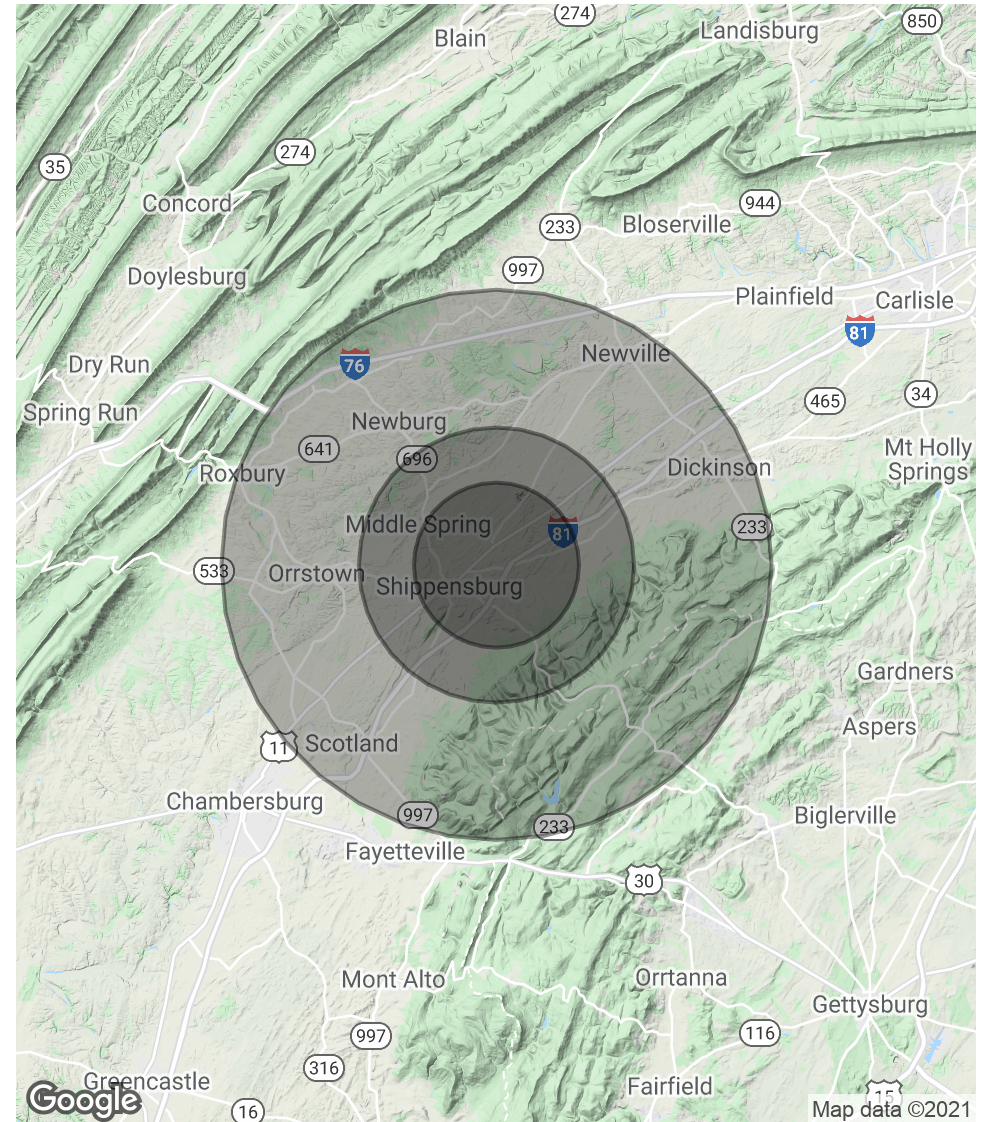 274
850
Blain
Landisburg
274
35
Concord
944
233
Bloserville
997
Doylesburg
Plainfield
Carlisle
81
Newville
76
Dry Run
465
34
Spring Run
Newburg
641
696
Mt Holly
Springs
Roxbury
Dickinson
Middle Spring
81
233
533
Orrstown
Shippensburg
Gardners
Aspers
11
Scotland
Chambersburg
997
233
Biglerville
Fayetteville
30
Mont Alto
Orrtanna
Gettysburg
997
116
316
Greencastle
Fairfield
15
Google
16
Map data ©2021